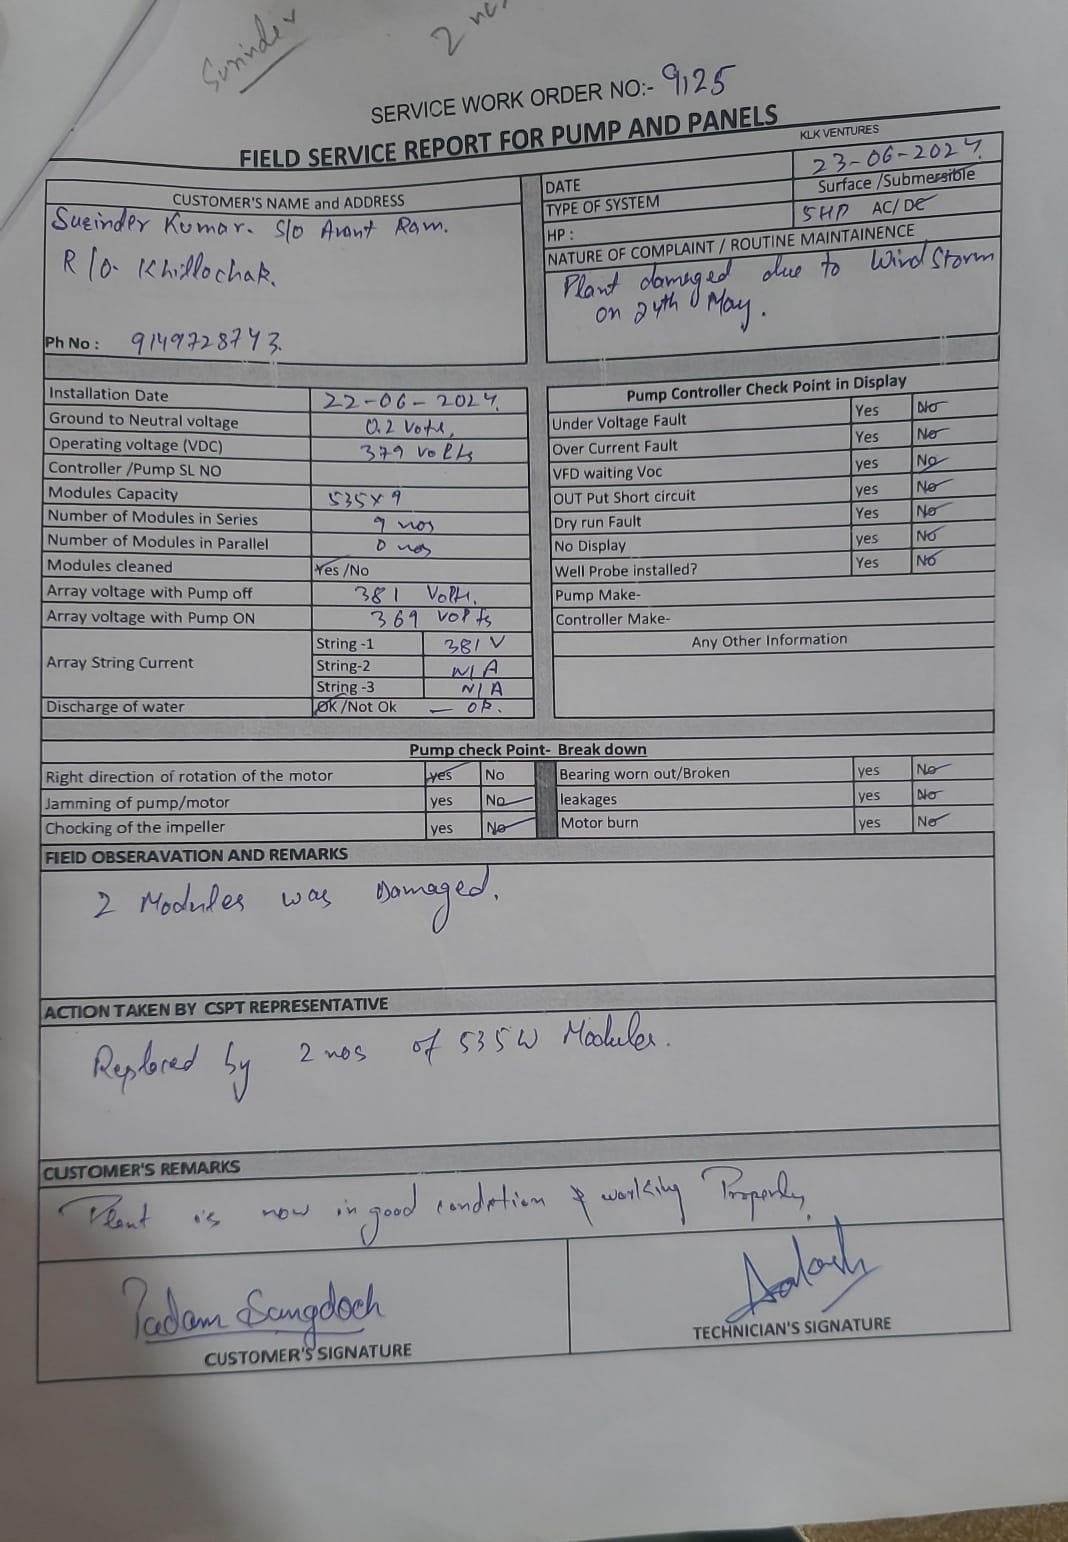 Surinder
2 no.
SERVICE WORK ORDER NO:- 9125
FIELD SERVICE REPORT FOR PUMP AND PANELS
KLK VENTURES
CUSTOMER'S NAME and ADDRESS
Surinder Kumar. S/o Anant Ram.
R/o. Khillochak.
Ph No : 9149728743.
DATE 23-06-2024.
TYPE OF SYSTEM Surface /Submersible
HP : 5HP AC/ DC
NATURE OF COMPLAINT / ROUTINE MAINTAINENCE
Plant damaged due to Wind Storm
on 24th May.
Installation Date 22-06-2024.
Ground to Neutral voltage 0.2 Volts,
Operating voltage (VDC) 379 Volts
Controller /Pump SL NO
Modules Capacity 535x9
Number of Modules in Series 9 nos
Number of Modules in Parallel 0 nos
Modules cleaned Yes /No
Array voltage with Pump off 381 Volts.
Array voltage with Pump ON 369 volts
Array String Current
String -1 381 V
String-2 N/A
String -3 N/A
Discharge of water OK /Not Ok — OK.
Pump Controller Check Point in Display
Under Voltage Fault Yes No
Over Current Fault Yes No
VFD waiting Voc yes No
OUT Put Short circuit yes No
Dry run Fault Yes No
No Display yes No
Well Probe installed? Yes No
Pump Make-
Controller Make-
Any Other Information
Pump check Point- Break down
Right direction of rotation of the motor yes No Bearing worn out/Broken yes No
Jamming of pump/motor yes No leakages yes No
Chocking of the impeller yes No Motor burn yes No
FIElD OBSERAVATION AND REMARKS
2 Modules was Damaged.
ACTION TAKEN BY CSPT REPRESENTATIVE
Replaced by 2 nos of 535W Modules.
CUSTOMER'S REMARKS
Plant is now in good condition & working Properly.
Padam Sangdoch
CUSTOMER'S SIGNATURE
TECHNICIAN'S SIGNATURE